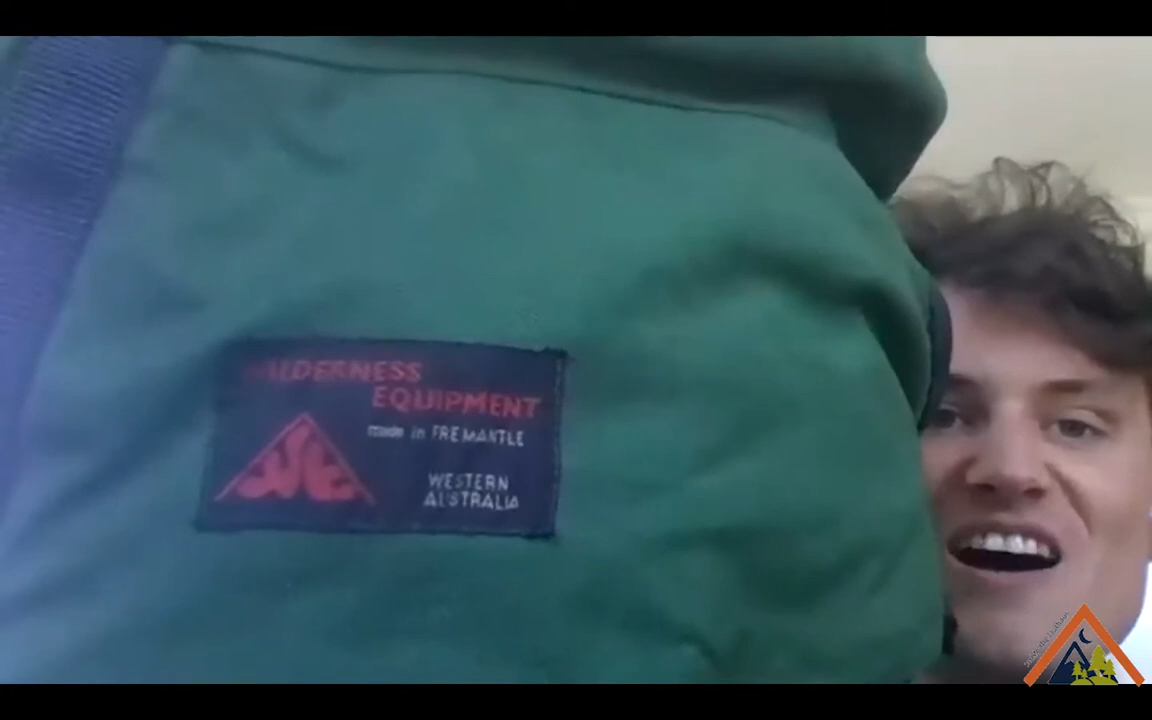 WILDERNESS
EQUIPMENT
made in FREMANTLE
WESTERN
AUSTRALIA